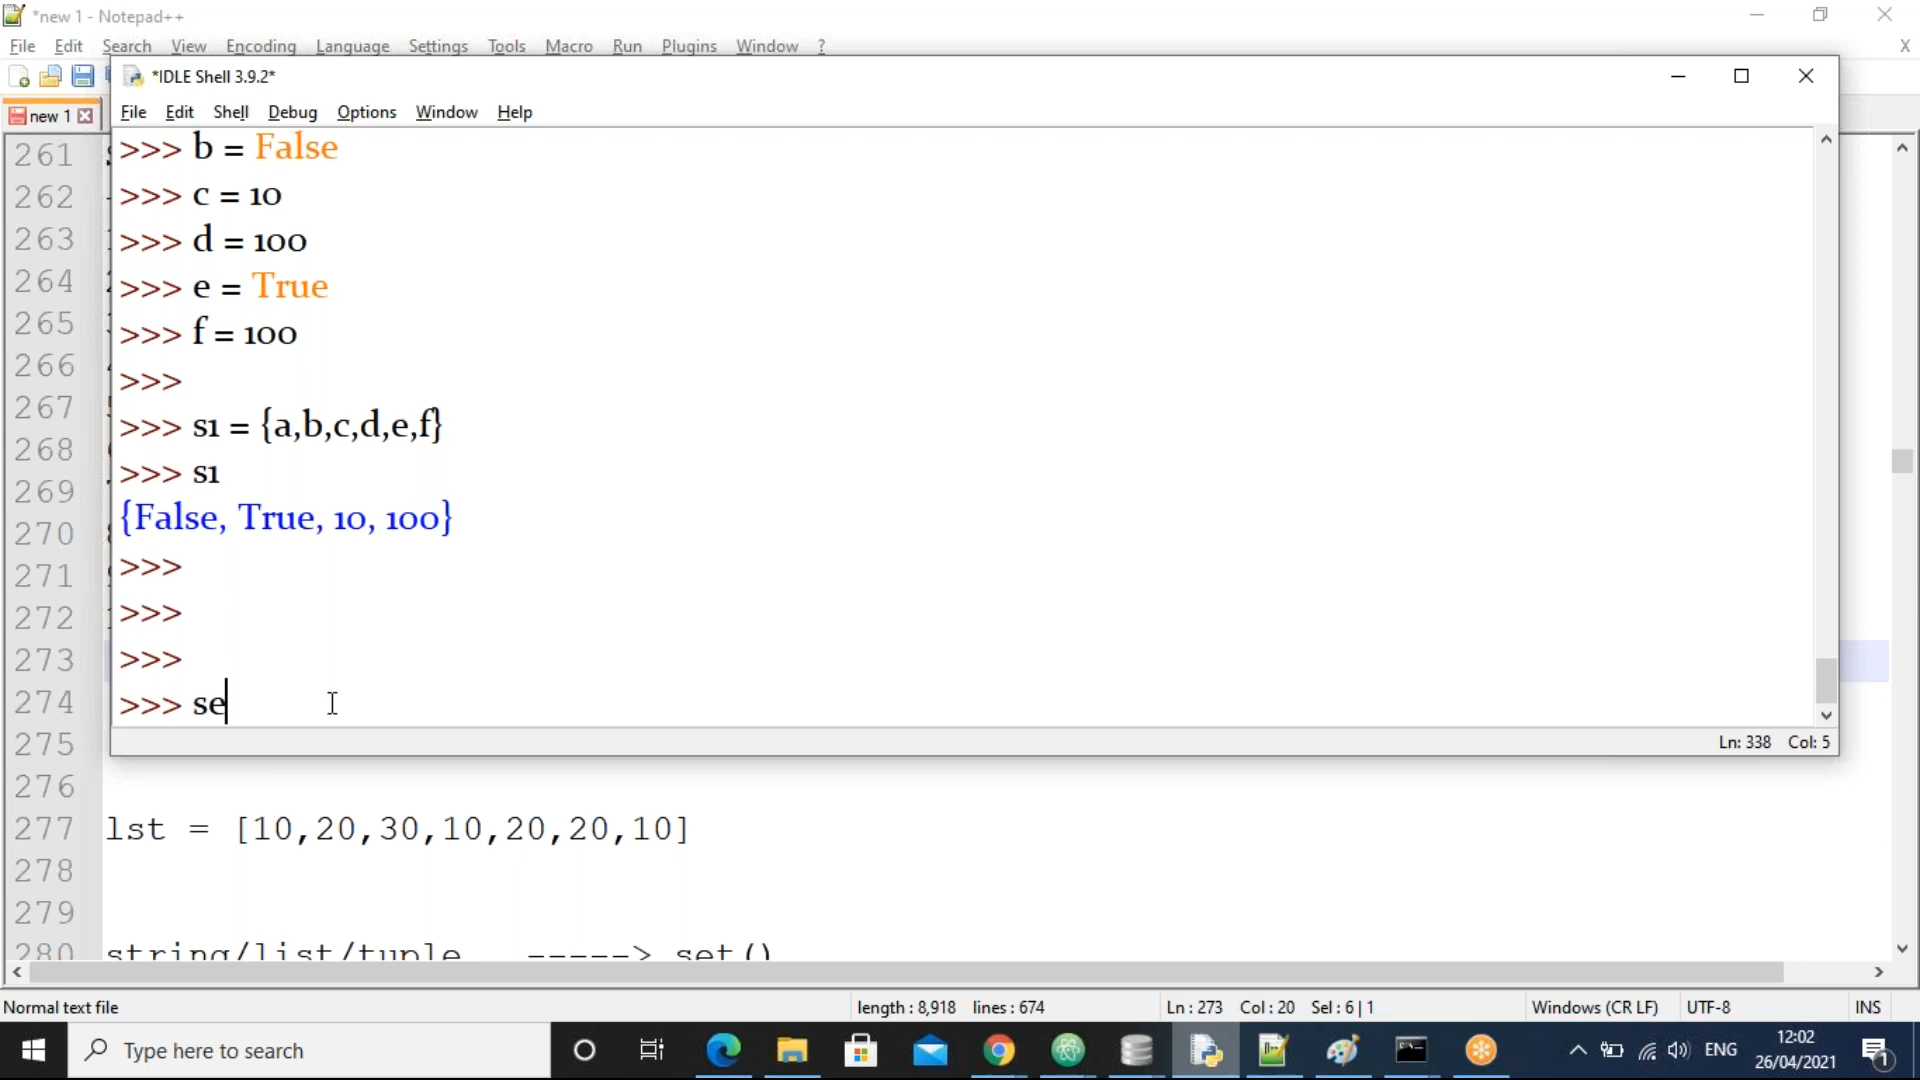 *new 1 - Notepad++
File Edit Search View Encoding Language Settings Tools Macro Run Plugins Window ?
X
new 1
*IDLE Shell 3.9.2*
File Edit Shell Debug Options Window Help
>>> b = False
>>> c = 10
>>> d = 100
>>> e = True
>>> f = 100
>>>
>>> s1 = {a,b,c,d,e,f}
>>> s1
{False, True, 10, 100}
>>>
>>>
>>>
>>> se
Ln: 338 Col: 5
261
262
263
264
265
266
267
268
269
270
271
272
273
274
275
276
277 lst = [10,20,30,10,20,20,10]
278
279
280 string/list/tuple -----> set()
Normal text file length : 8,918 lines : 674 Ln : 273 Col : 20 Sel : 6 | 1 Windows (CR LF) UTF-8 INS
Type here to search
ENG
12:02
26/04/2021
1